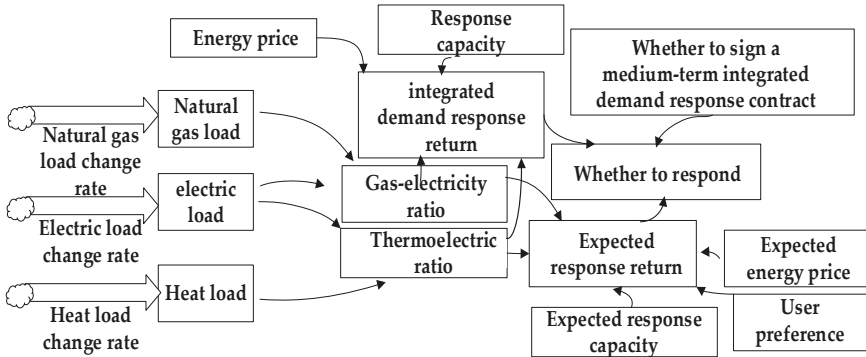 Energy price
Response
capacity
Whether to sign a
medium-term integrated
demand response contract
Natural
gas load
Natural gas
load change
rate
integrated
demand response
return
Whether to respond
electric
load
Electric load
change rate
Gas-electricity
ratio
Thermoelectric
ratio
Expected
response return
Expected
energy price
Heat load
Heat load
change rate
Expected response
capacity
User
preference